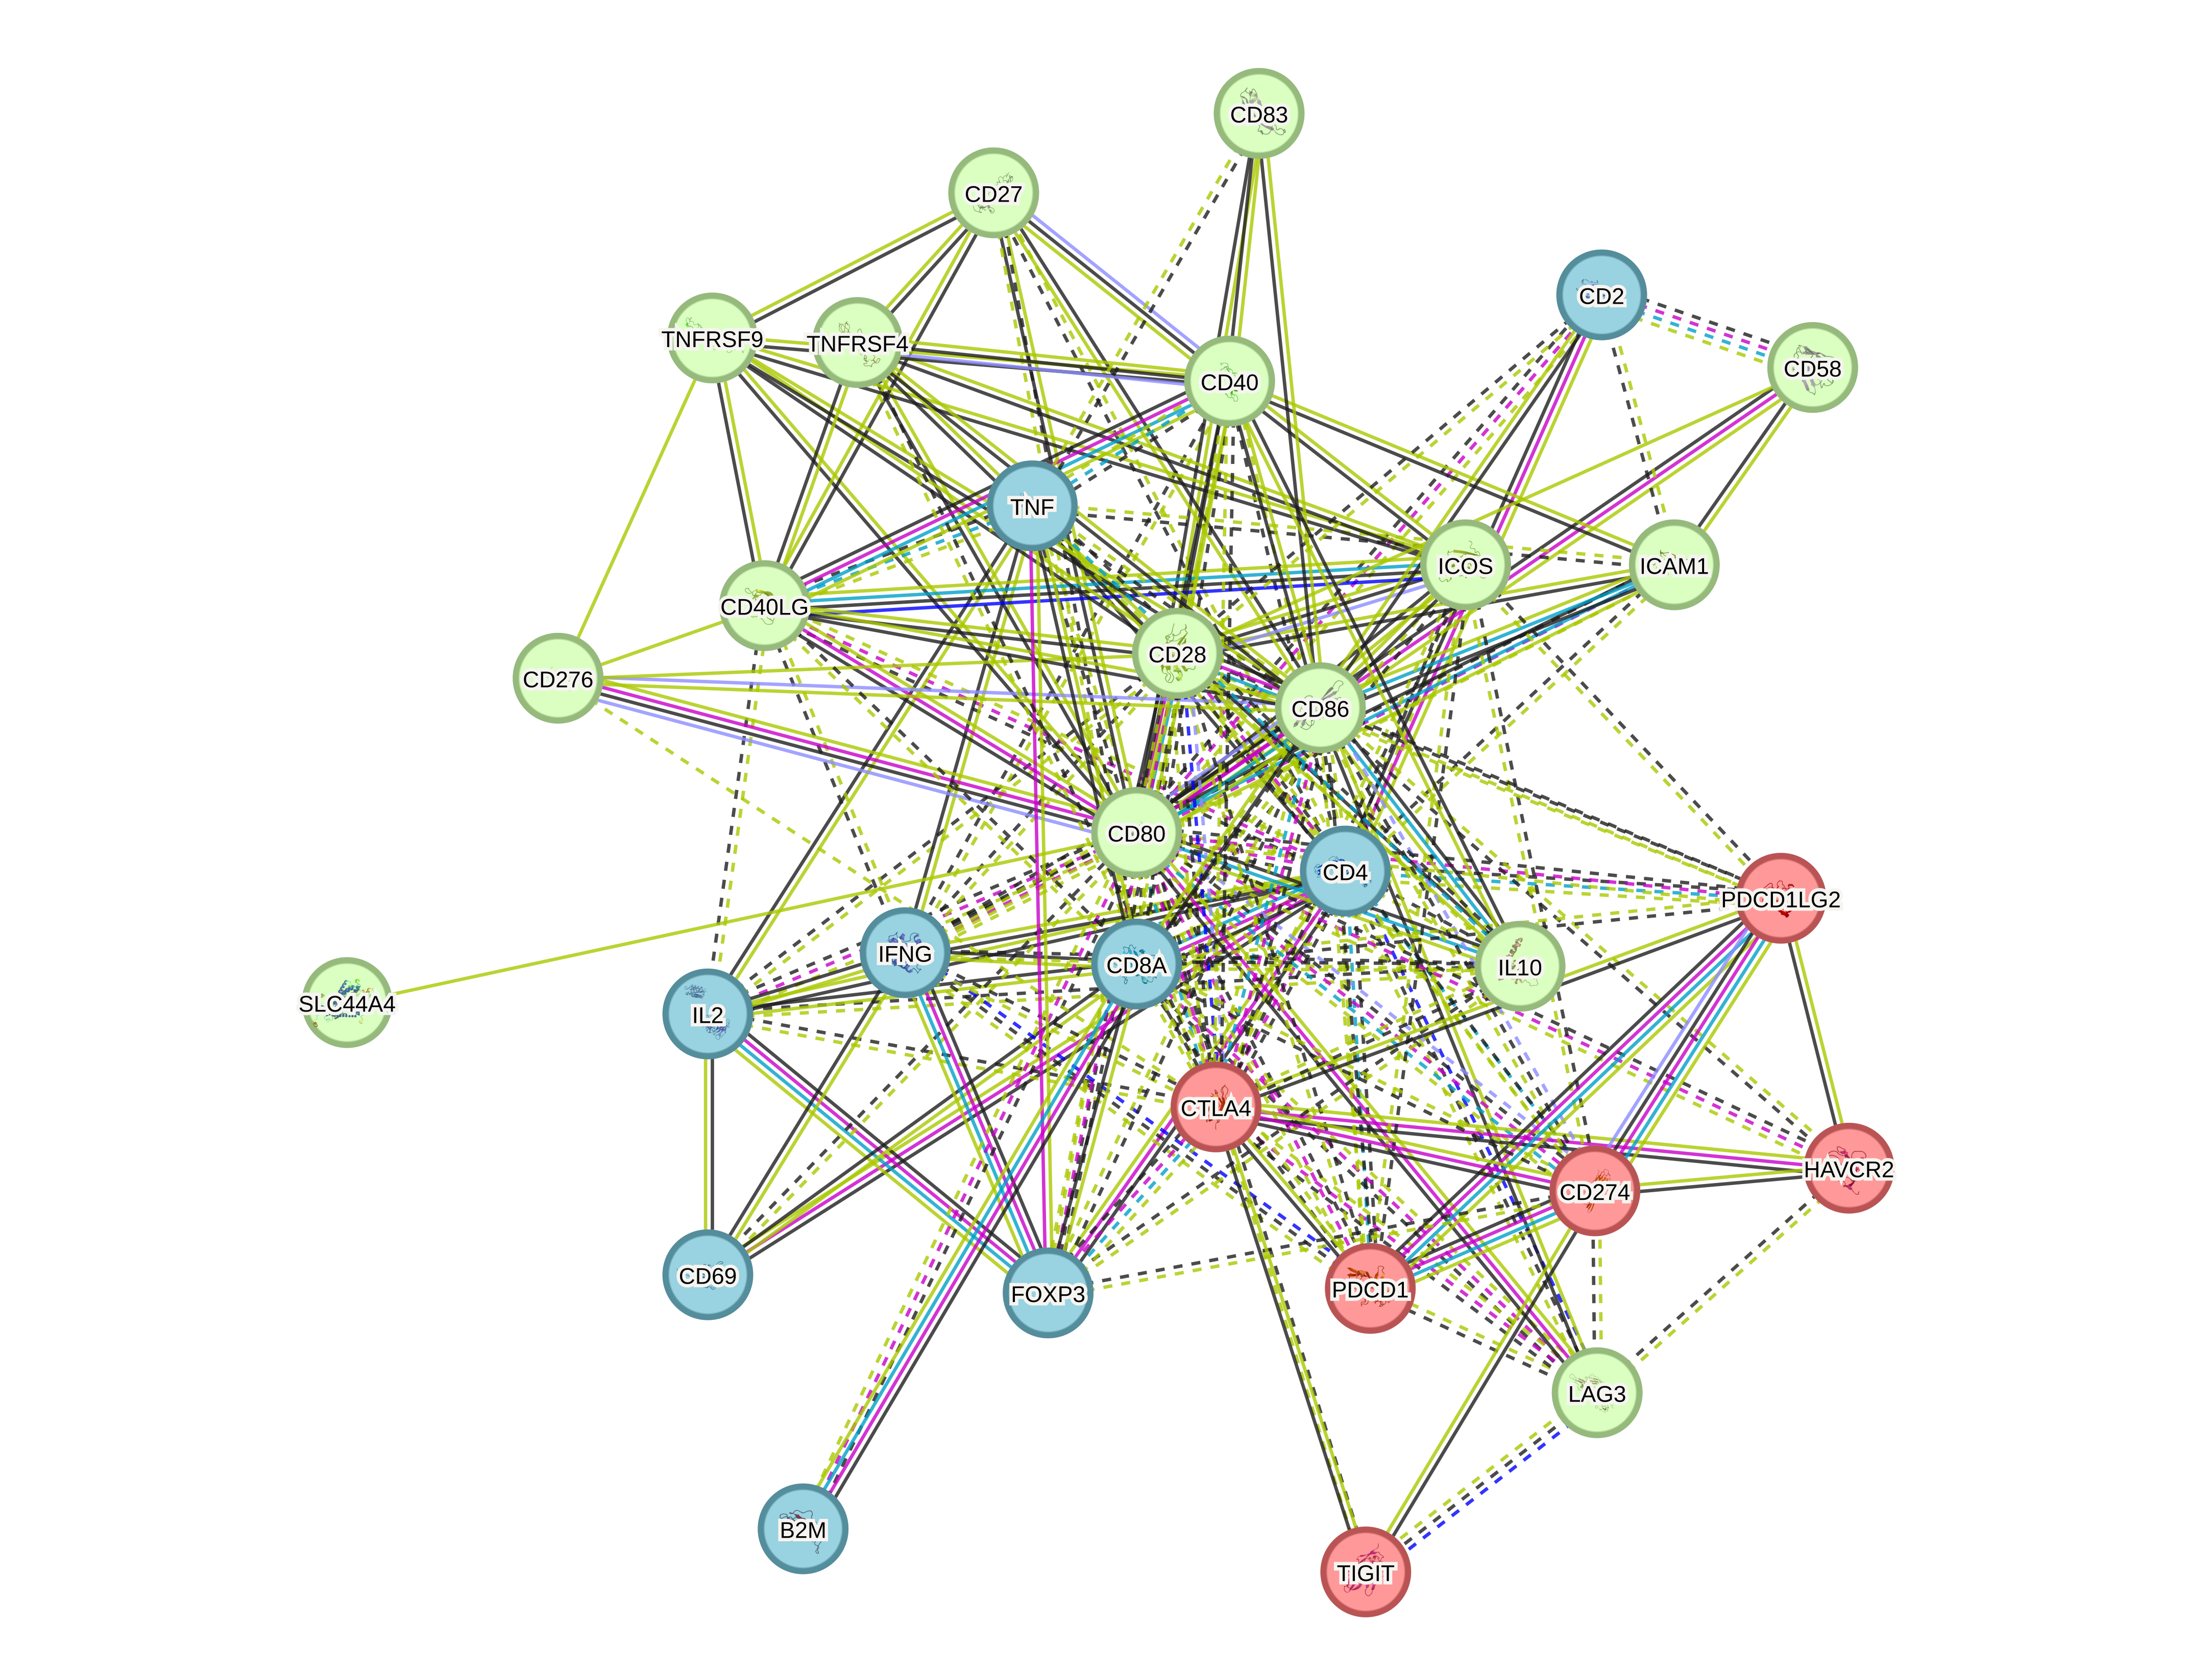 CD83
CD27
CD2
TNFRSF9
TNFRSF4
CD58
CD40
TNF
ICOS
ICAM1
CD40LG
CD28
CD276
CD86
CD80
CD4
PDCD1LG2
IFNG
CD8A
IL10
SLC44A4
IL2
CTLA4
HAVCR2
CD274
CD69
FOXP3
PDCD1
LAG3
B2M
TIGIT